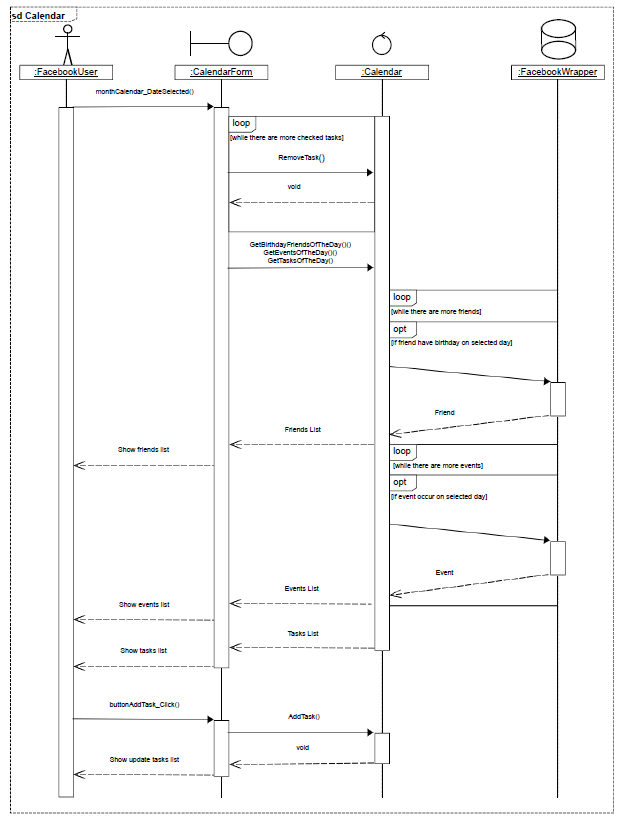 sd Calendar
:FacebookUser
:CalendarForm
:Calendar
:FacebookWrapper
monthCalendar_DateSelected()
loop
[while there are more checked tasks]
RemoveTask()
void
GetBirthdayFriendsOfTheDay()()
GetEventsOfTheDay()()
GetTasksOfTheDay()
loop
[while there are more friends]
opt
[if friend have birthday on selected day]
Friend
Friends List
Show friends list
loop
[while there are more events]
opt
[if event occur on selected day]
Event
Events List
Show events list
Tasks List
Show tasks list
buttonAddTask_Click()
AddTask()
void
Show update tasks list